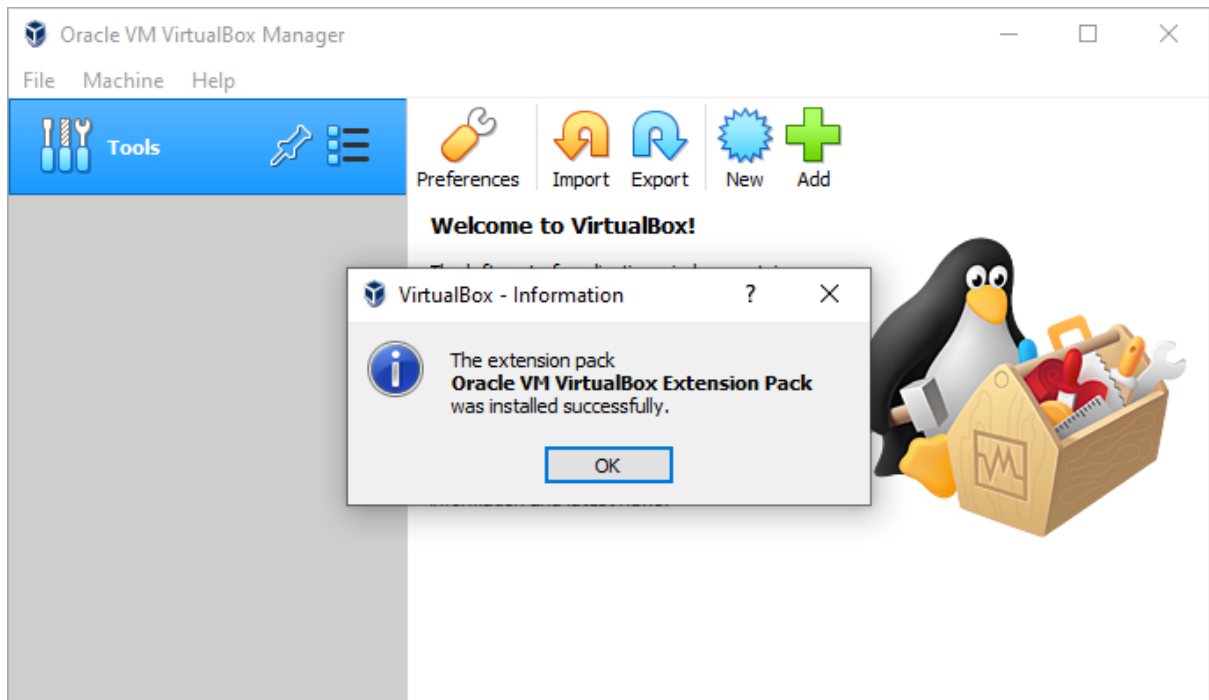 Oracle VM VirtualBox Manager
File Machine Help
Tools
Preferences Import Export New Add
Welcome to VirtualBox!
VirtualBox - Information
The extension pack
Oracle VM VirtualBox Extension Pack
was installed successfully.
OK